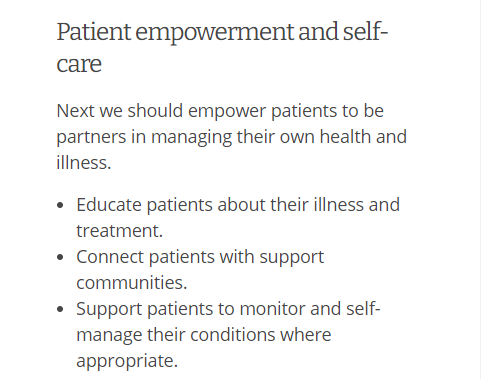 Patient empowerment and self-
care
Next we should empower patients to be
partners in managing their own health and
illness.
• Educate patients about their illness and
treatment.
• Connect patients with support
communities.
• Support patients to monitor and self-
manage their conditions where
appropriate.